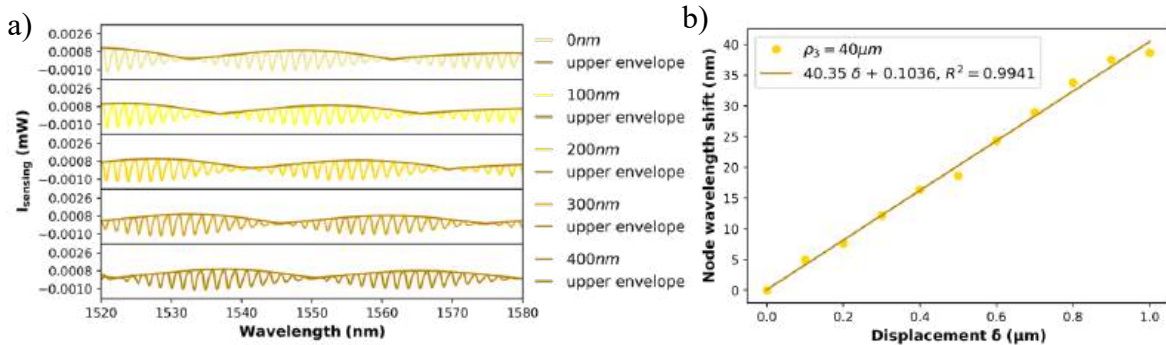 a)
I_sensing (mW)
0.0026
0.0008
−0.0010
0.0026
0.0008
−0.0010
0.0026
0.0008
−0.0010
0.0026
0.0008
−0.0010
0.0026
0.0008
−0.0010
0nm
upper envelope
100nm
upper envelope
200nm
upper envelope
300nm
upper envelope
400nm
upper envelope
1520 1530 1540 1550 1560 1570 1580
Wavelength (nm)
b)
Node wavelength shift (nm)
40
35
30
25
20
15
10
5
0
ρ₃ = 40μm
40.35 δ + 0.1036, R² = 0.9941
0.0 0.2 0.4 0.6 0.8 1.0
Displacement δ (μm)